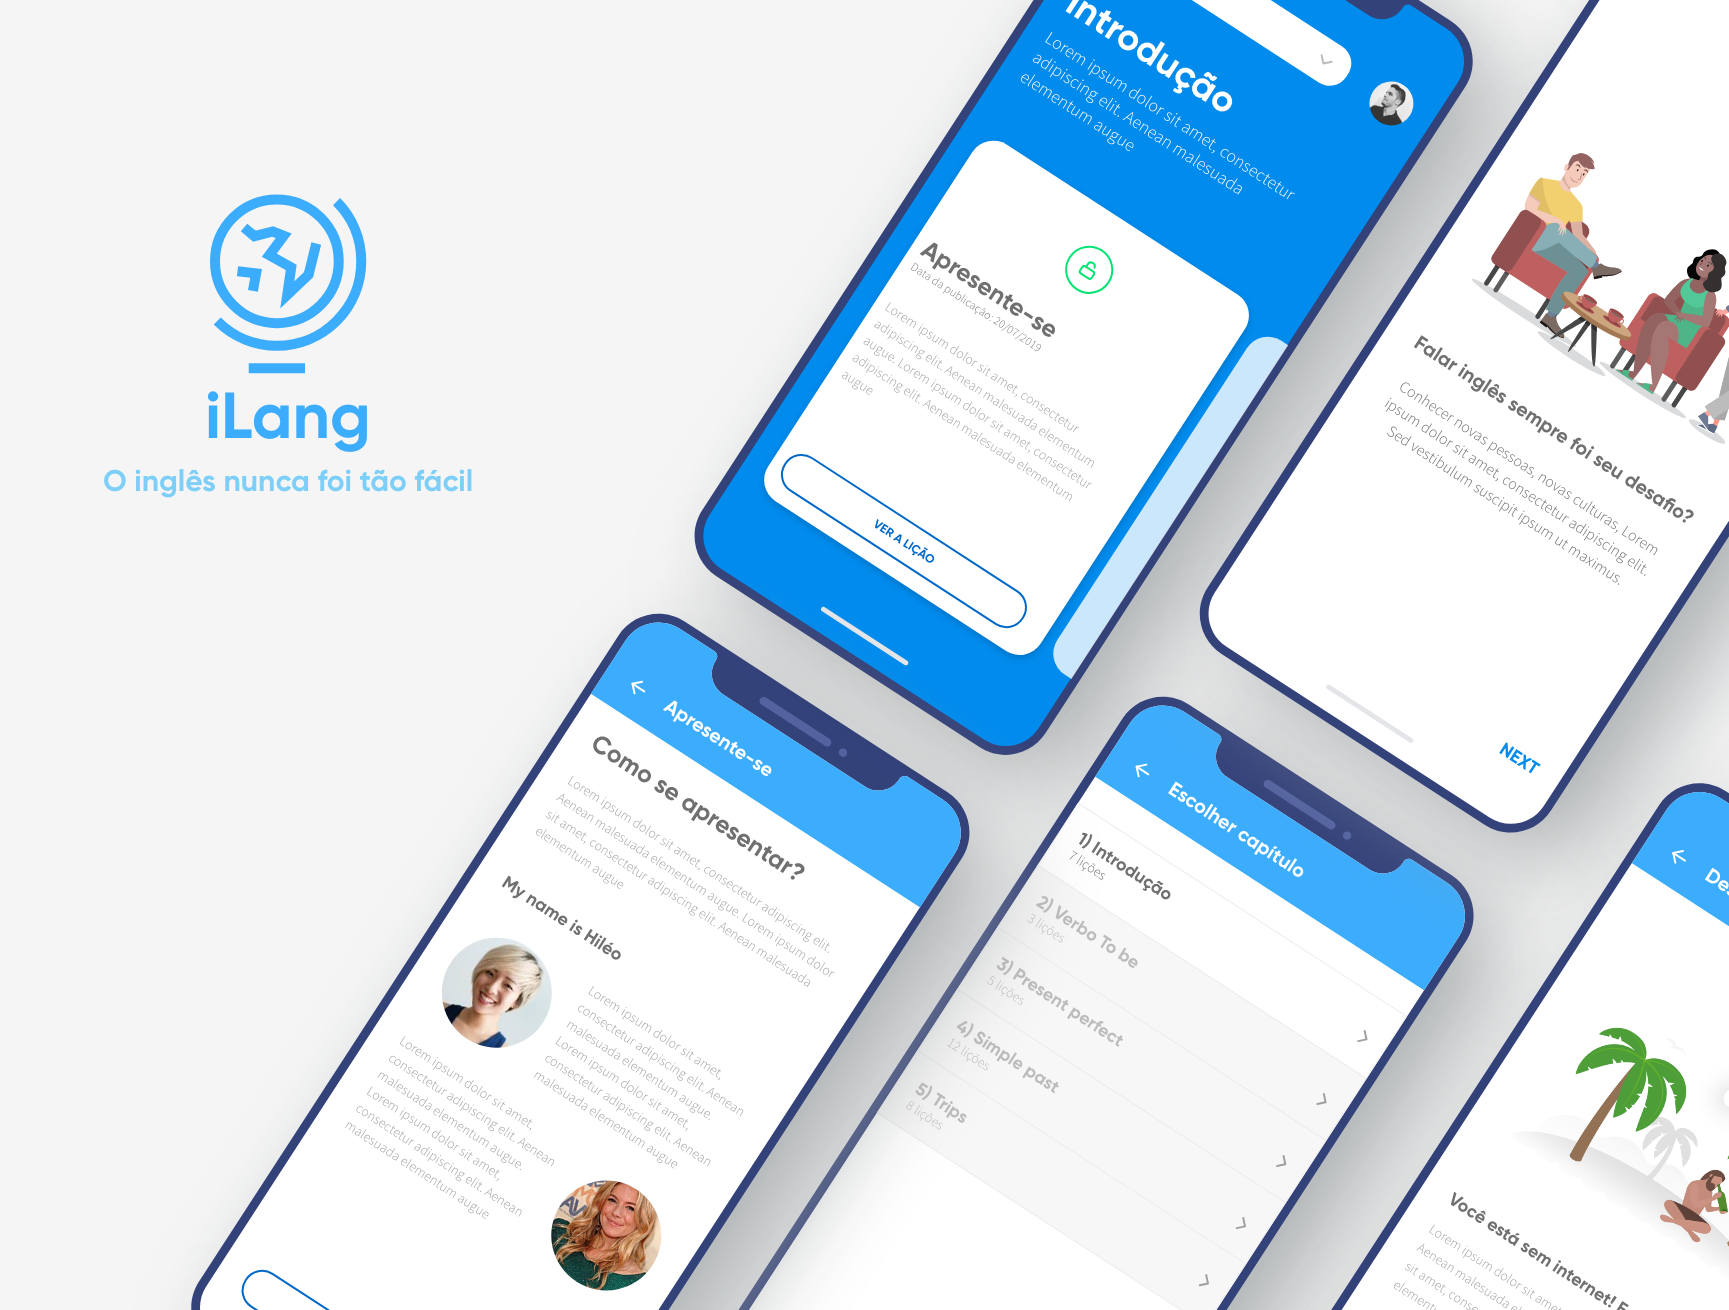 iLang
O inglês nunca foi tão fácil
Introdução
Lorem ipsum dolor sit amet, consectetur
adipiscing elit. Aenean malesuada
elementum augue
Apresente-se
Data da publicação: 20/07/2019
Lorem ipsum dolor sit amet, consectetur
adipiscing elit. Aenean malesuada elementum
augue. Lorem ipsum dolor sit amet, consectetur
adipiscing elit. Aenean malesuada elementum
augue
VER A LIÇÃO
Falar inglês sempre foi seu desafio?
Conhecer novas pessoas, novas culturas, Lorem
ipsum dolor sit amet, consectetur adipiscing elit.
Sed vestibulum suscipit ipsum ut maximus.
NEXT
Apresente-se
Como se apresentar?
Lorem ipsum dolor sit amet, consectetur adipiscing elit.
Aenean malesuada elementum augue. Lorem ipsum dolor
sit amet, consectetur adipiscing elit. Aenean malesuada
elementum augue
My name is Hiléo
Lorem ipsum dolor sit amet,
consectetur adipiscing elit. Aenean
malesuada elementum augue.
Lorem ipsum dolor sit amet,
consectetur adipiscing elit. Aenean
malesuada elementum augue
Lorem ipsum dolor sit amet,
consectetur adipiscing elit. Aenean
malesuada elementum augue.
Lorem ipsum dolor sit amet,
consectetur adipiscing elit. Aenean
malesuada elementum augue
Escolher capítulo
1) Introdução
7 lições
2) Verbo To be
3 lições
3) Present perfect
5 lições
4) Simple past
12 lições
5) Trips
8 lições
Você está sem internet!
Lorem ipsum dolor sit amet
Aenean malesuada
sit amet,
elementum